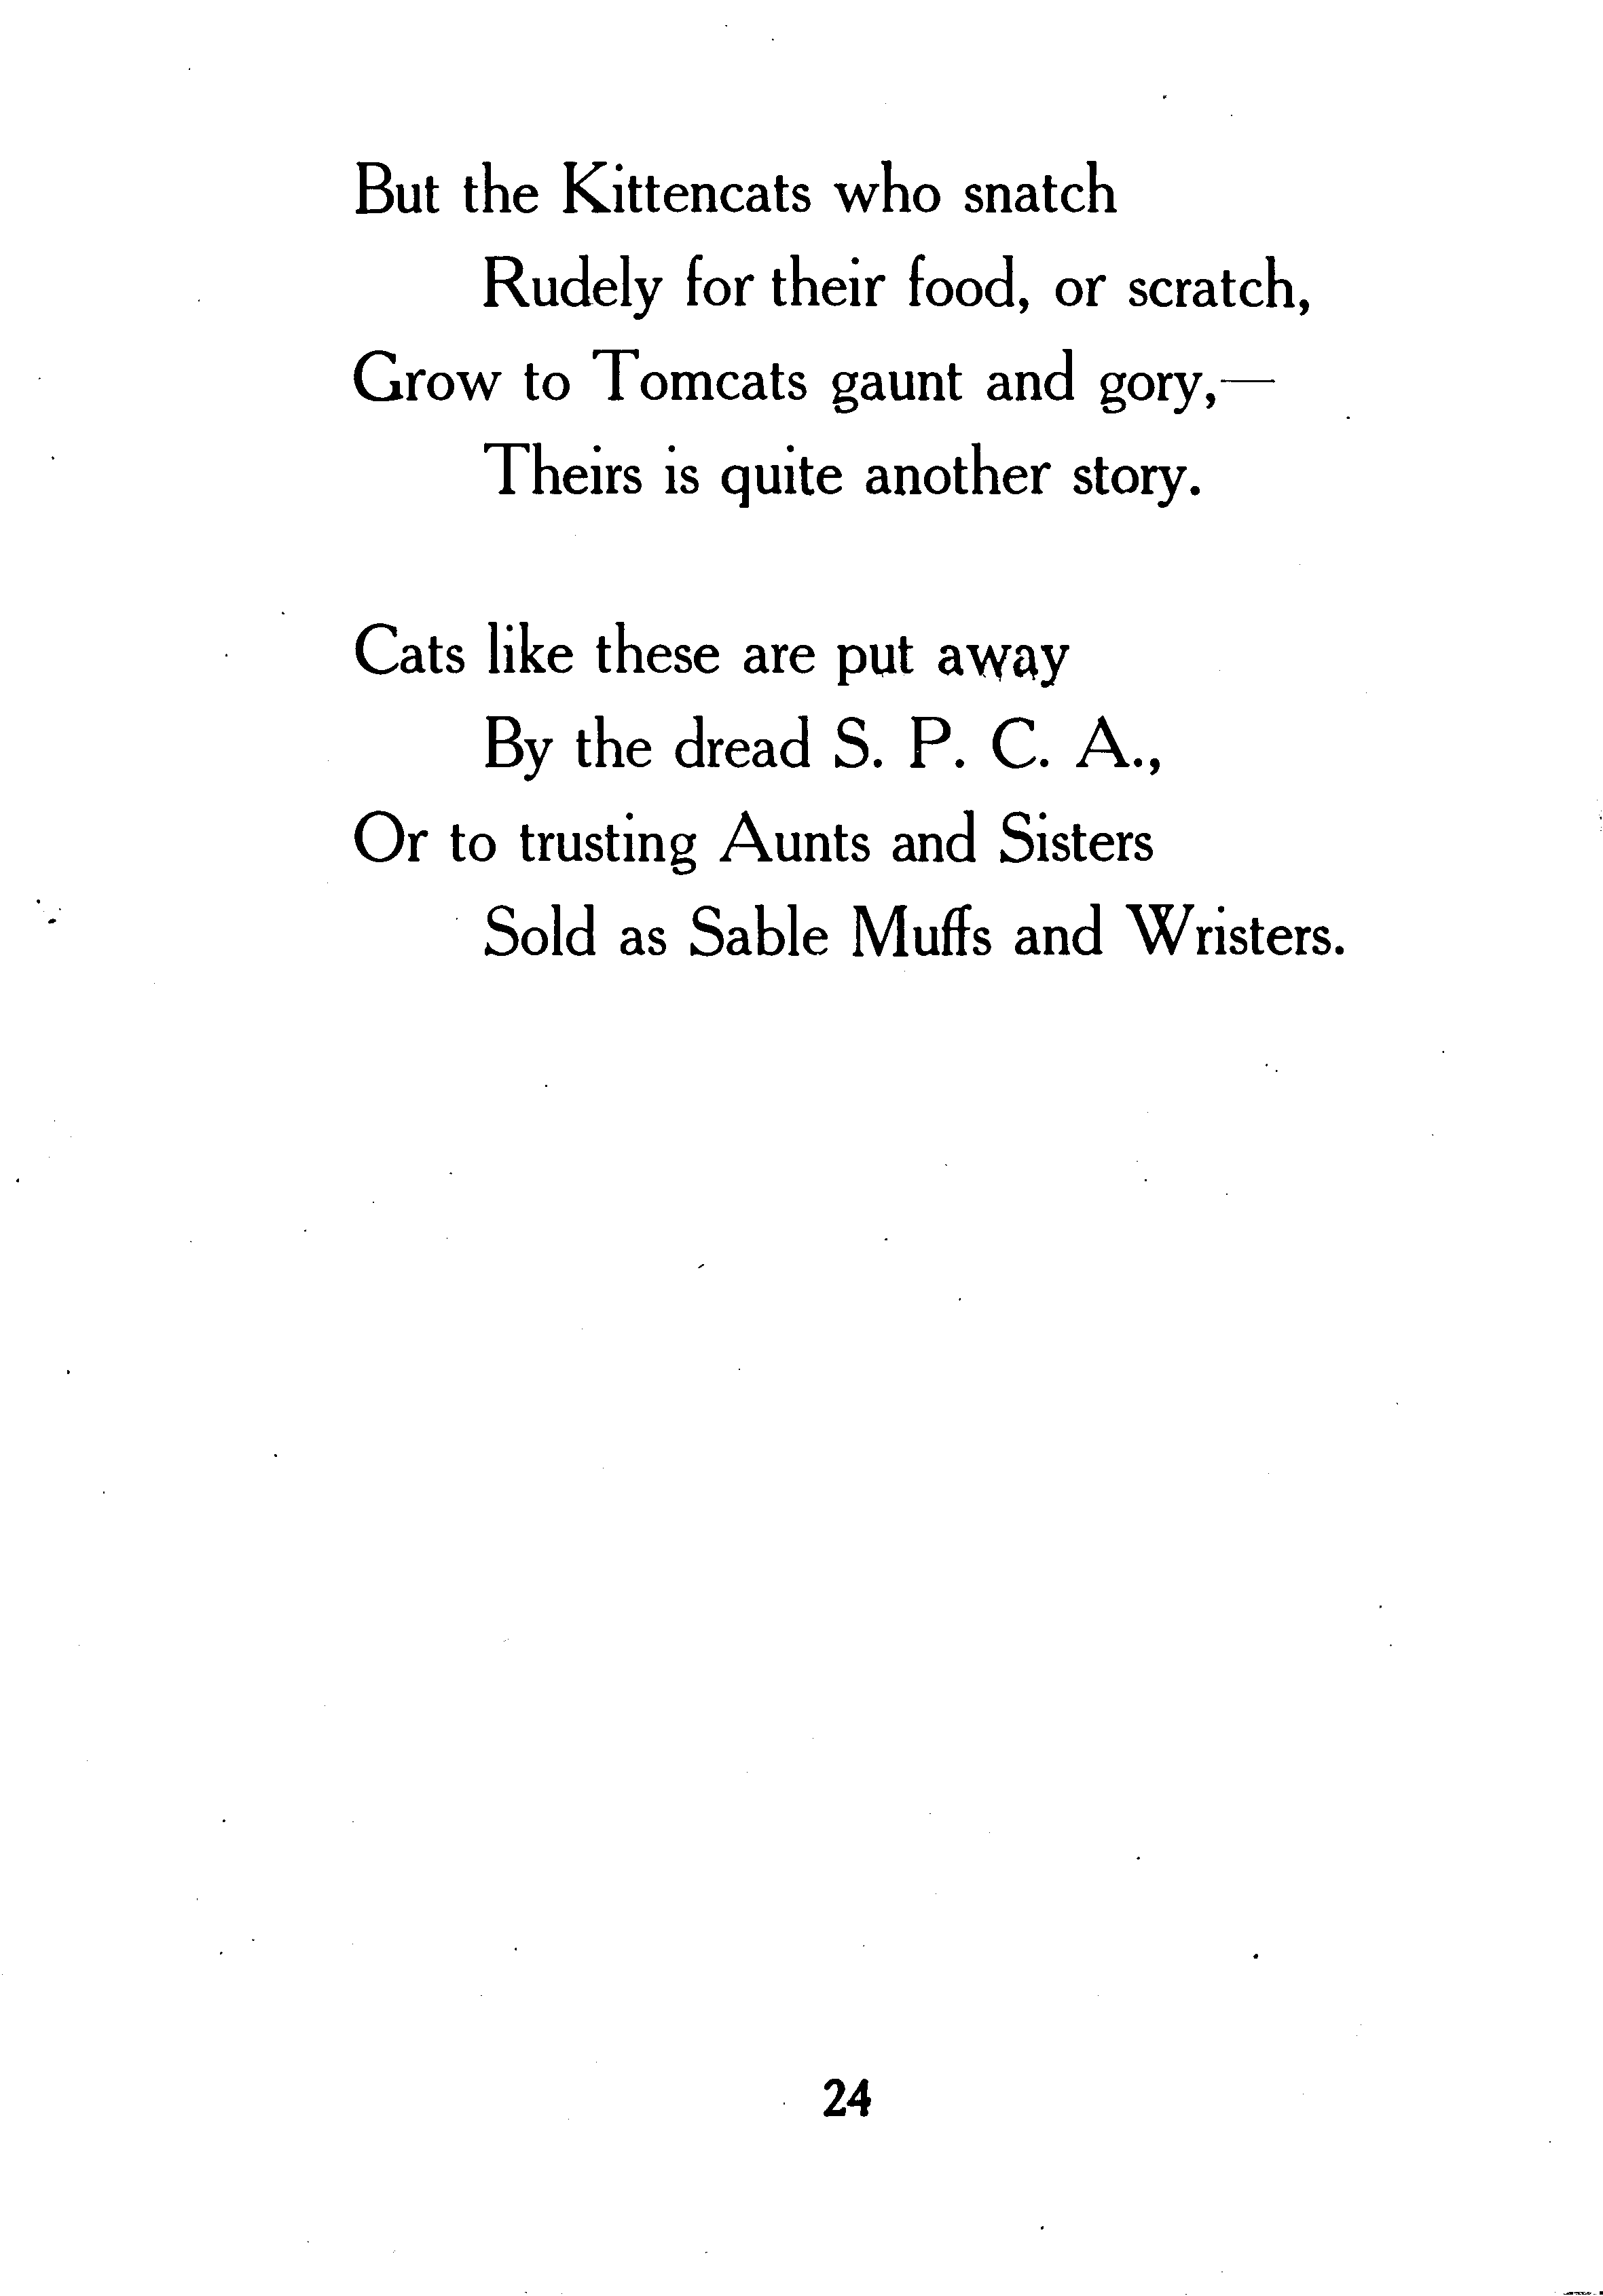 But the Kittencats who snatch
Rudely for their food, or scratch,
Grow to Tomcats gaunt and gory,—
Theirs is quite another story.
Cats like these are put away
By the dread S. P. C. A.,
Or to trusting Aunts and Sisters
Sold as Sable Muffs and Wristers.
24